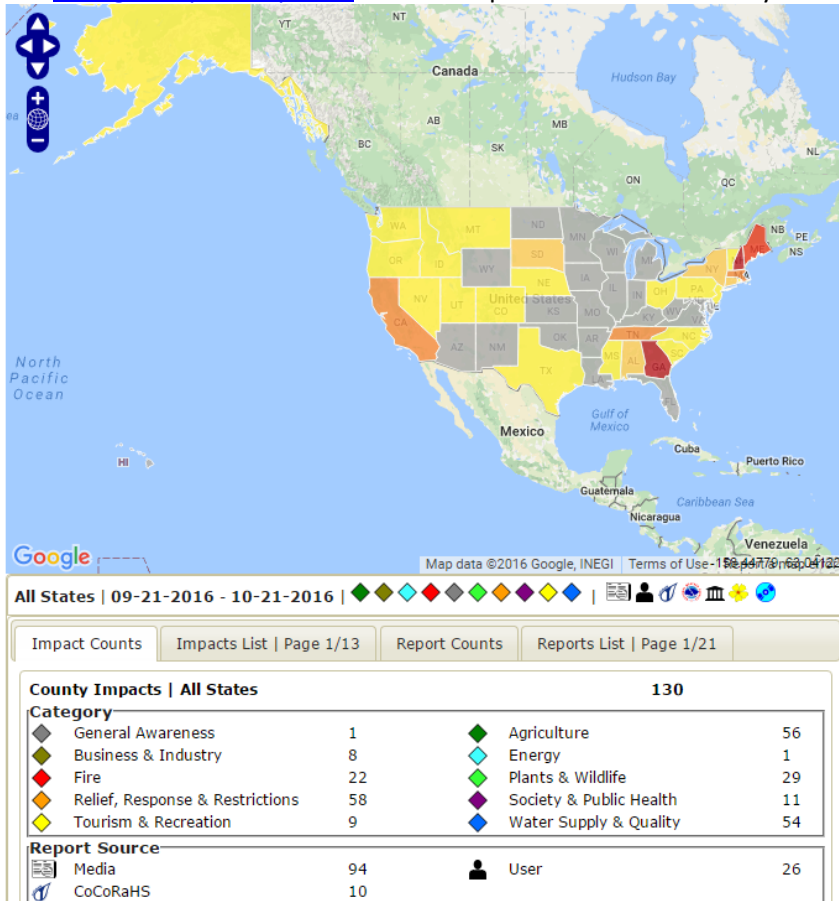 YT
NT
Canada
Hudson Bay
AB
MB
BC
SK
NL
ON
QC
NB
PE
NS
WA
MT
ND
MN
ME
OR
ID
SD
WI
MI
NY
WY
IA
NE
PA
NV
UT
United States
IL
IN
OH
CO
KS
MO
KY
WV
VA
CA
TN
NC
AZ
NM
OK
AR
MS
AL
SC
GA
TX
LA
FL
North
Pacific
Ocean
Gulf of
Mexico
Mexico
Cuba
HI
Puerto Rico
Guatemala
Caribbean Sea
Nicaragua
Venezuela
Google
Map data ©2016 Google, INEGI
Terms of Use
All States | 09-21-2016 - 10-21-2016 |
Impact Counts
Impacts List | Page 1/13
Report Counts
Reports List | Page 1/21
County Impacts | All States 130
Category
General Awareness 1 Agriculture 56
Business & Industry 8 Energy 1
Fire 22 Plants & Wildlife 29
Relief, Response & Restrictions 58 Society & Public Health 11
Tourism & Recreation 9 Water Supply & Quality 54
Report Source
Media 94 User 26
CoCoRaHS 10